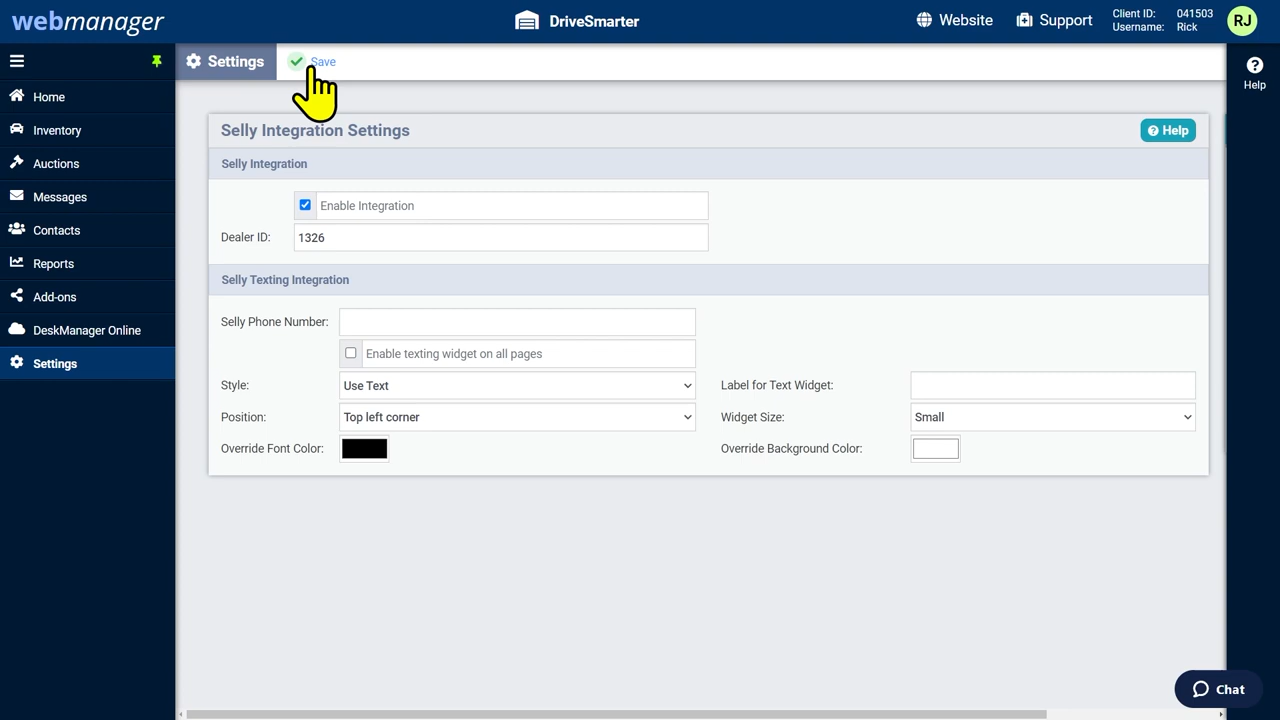 webmanager
DriveSmarter
Website
Support
Client ID: 041503
Username: Rick
RJ
Settings
Save
Help
Home
Inventory
Auctions
Messages
Contacts
Reports
Add-ons
DeskManager Online
Settings
Selly Integration Settings
Help
Selly Integration
Enable Integration
Dealer ID: 1326
Selly Texting Integration
Selly Phone Number:
Enable texting widget on all pages
Style: Use Text
Label for Text Widget:
Position: Top left corner
Widget Size: Small
Override Font Color:
Override Background Color:
Chat